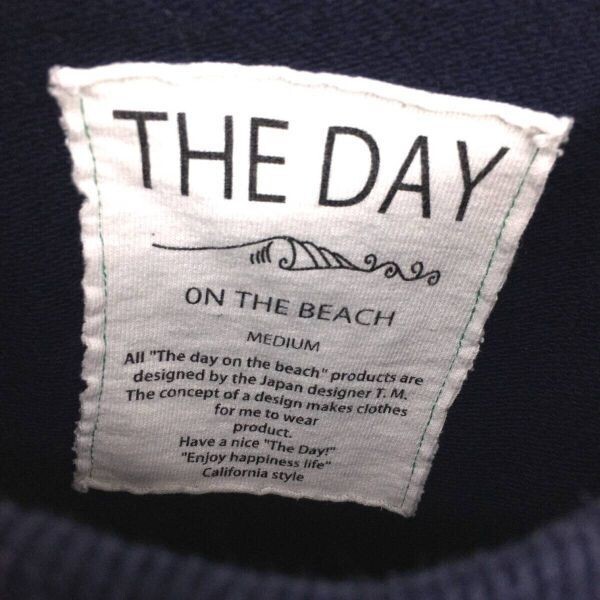 THE DAY
ON THE BEACH
MEDIUM
All "The day on the beach" products are
designed by the Japan designer T. M.
The concept of a design makes clothes
for me to wear
product.
Have a nice "The Day!"
"Enjoy happiness life"
California style